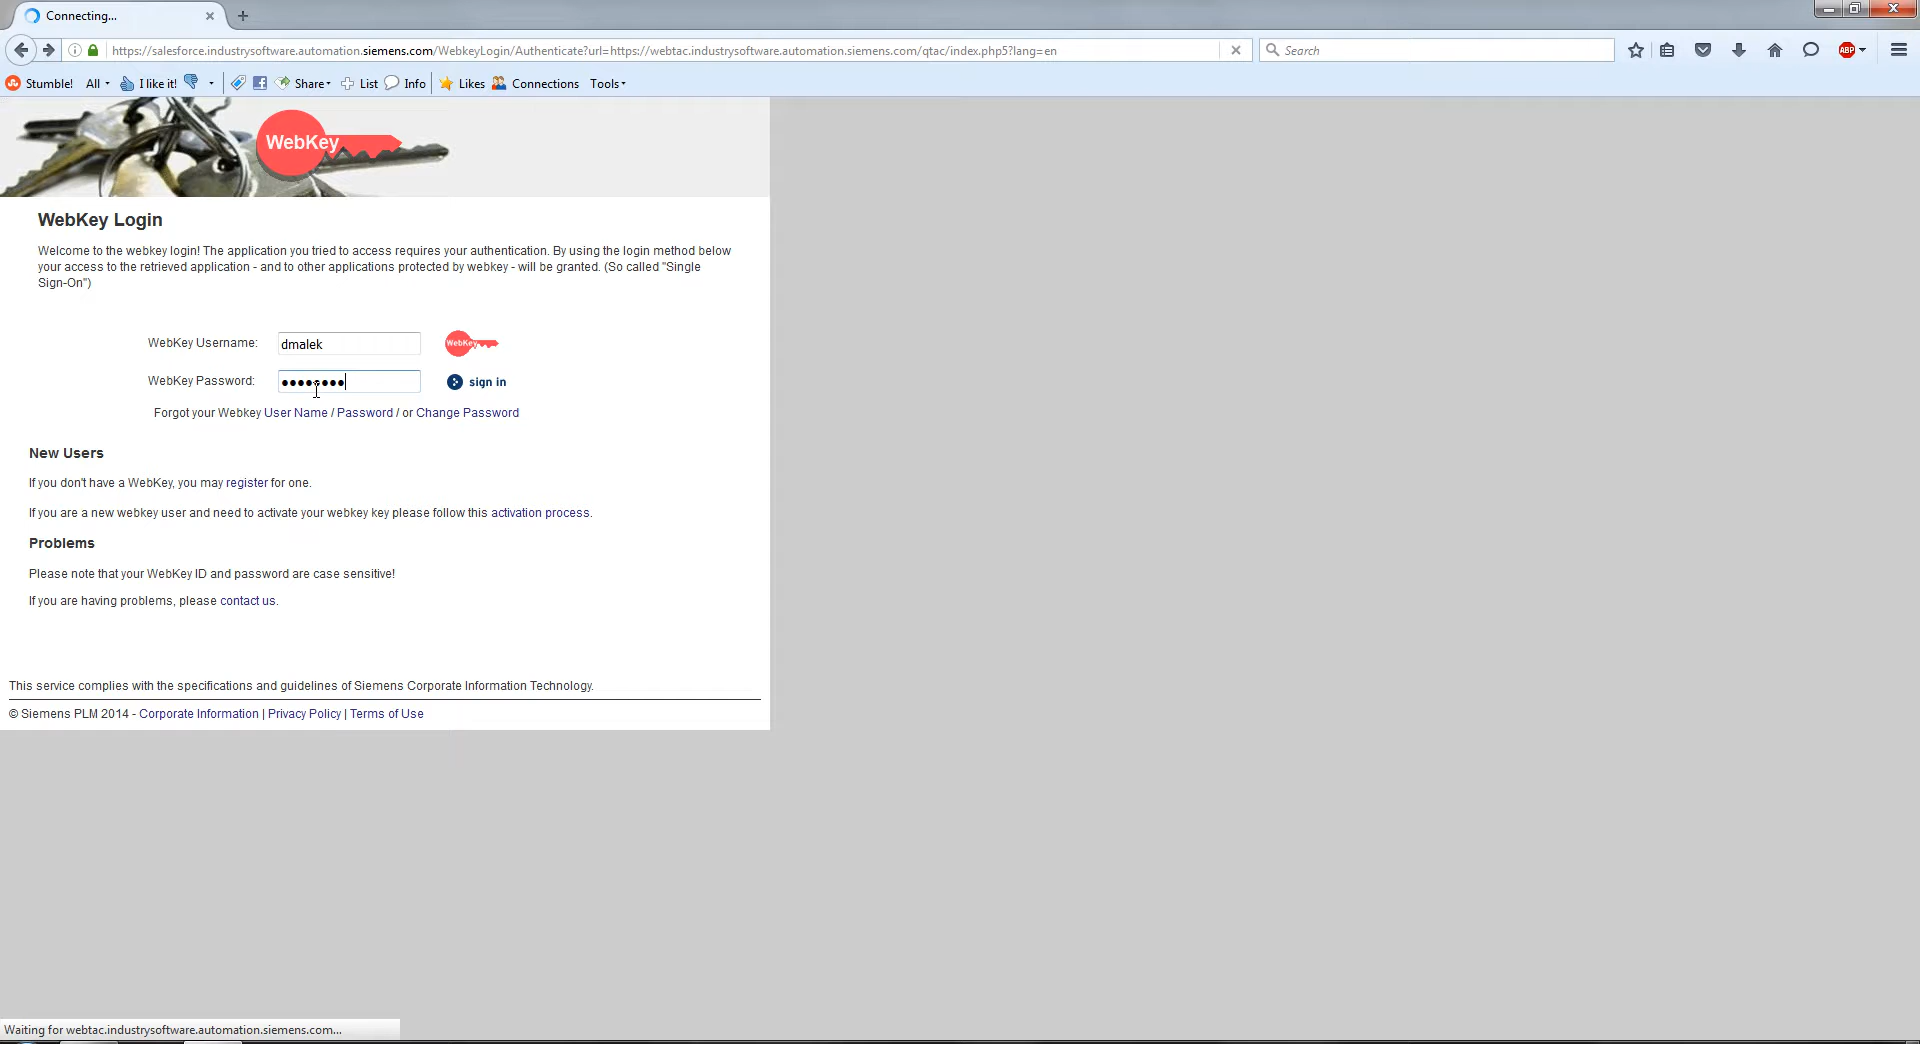 Connecting...
https://salesforce.industrysoftware.automation.siemens.com/WebkeyLogin/Authenticate?url=https://webtac.industrysoftware.automation.siemens.com/qtac/index.php5?lang=en
Search
ABP
Stumble! All I like it! Share List Info Likes Connections Tools
WebKey
WebKey Login
Welcome to the webkey login! The application you tried to access requires your authentication. By using the login method below
your access to the retrieved application - and to other applications protected by webkey - will be granted. (So called "Single
Sign-On")
WebKey Username: dmalek WebKey
WebKey Password: ●●●●●●●● sign in
Forgot your Webkey User Name / Password / or Change Password
New Users
If you don't have a WebKey, you may register for one.
If you are a new webkey user and need to activate your webkey key please follow this activation process.
Problems
Please note that your WebKey ID and password are case sensitive!
If you are having problems, please contact us.
This service complies with the specifications and guidelines of Siemens Corporate Information Technology.
© Siemens PLM 2014 - Corporate Information | Privacy Policy | Terms of Use
Waiting for webtac.industrysoftware.automation.siemens.com...